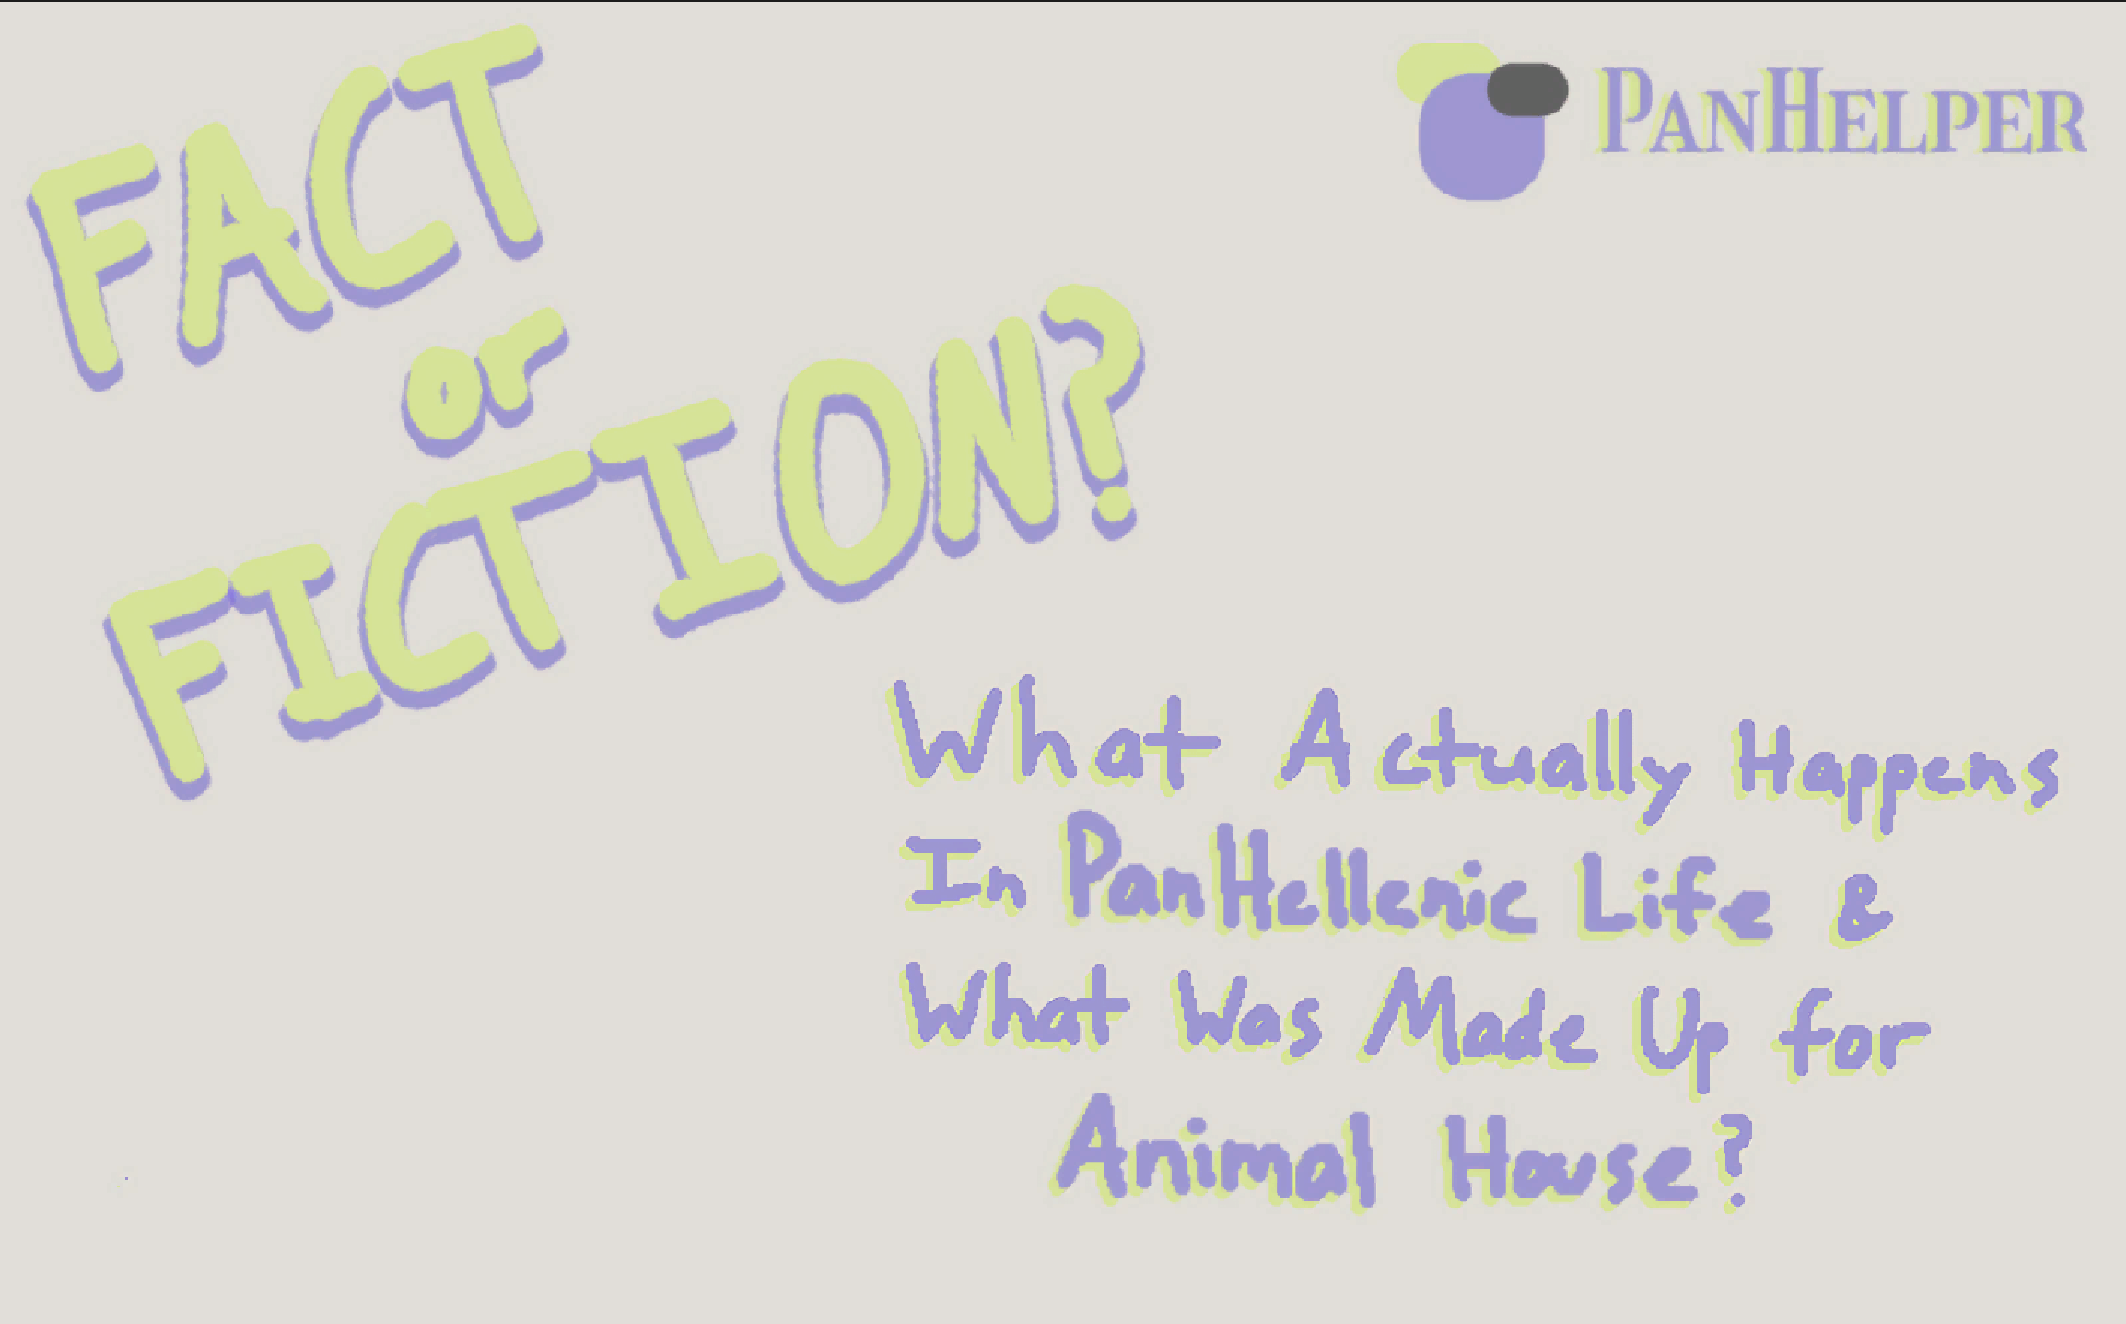 FACT
or
FICTION?
PANHELPER
What Actually Happens
In PanHellenic Life &
What Was Made Up for
Animal House?